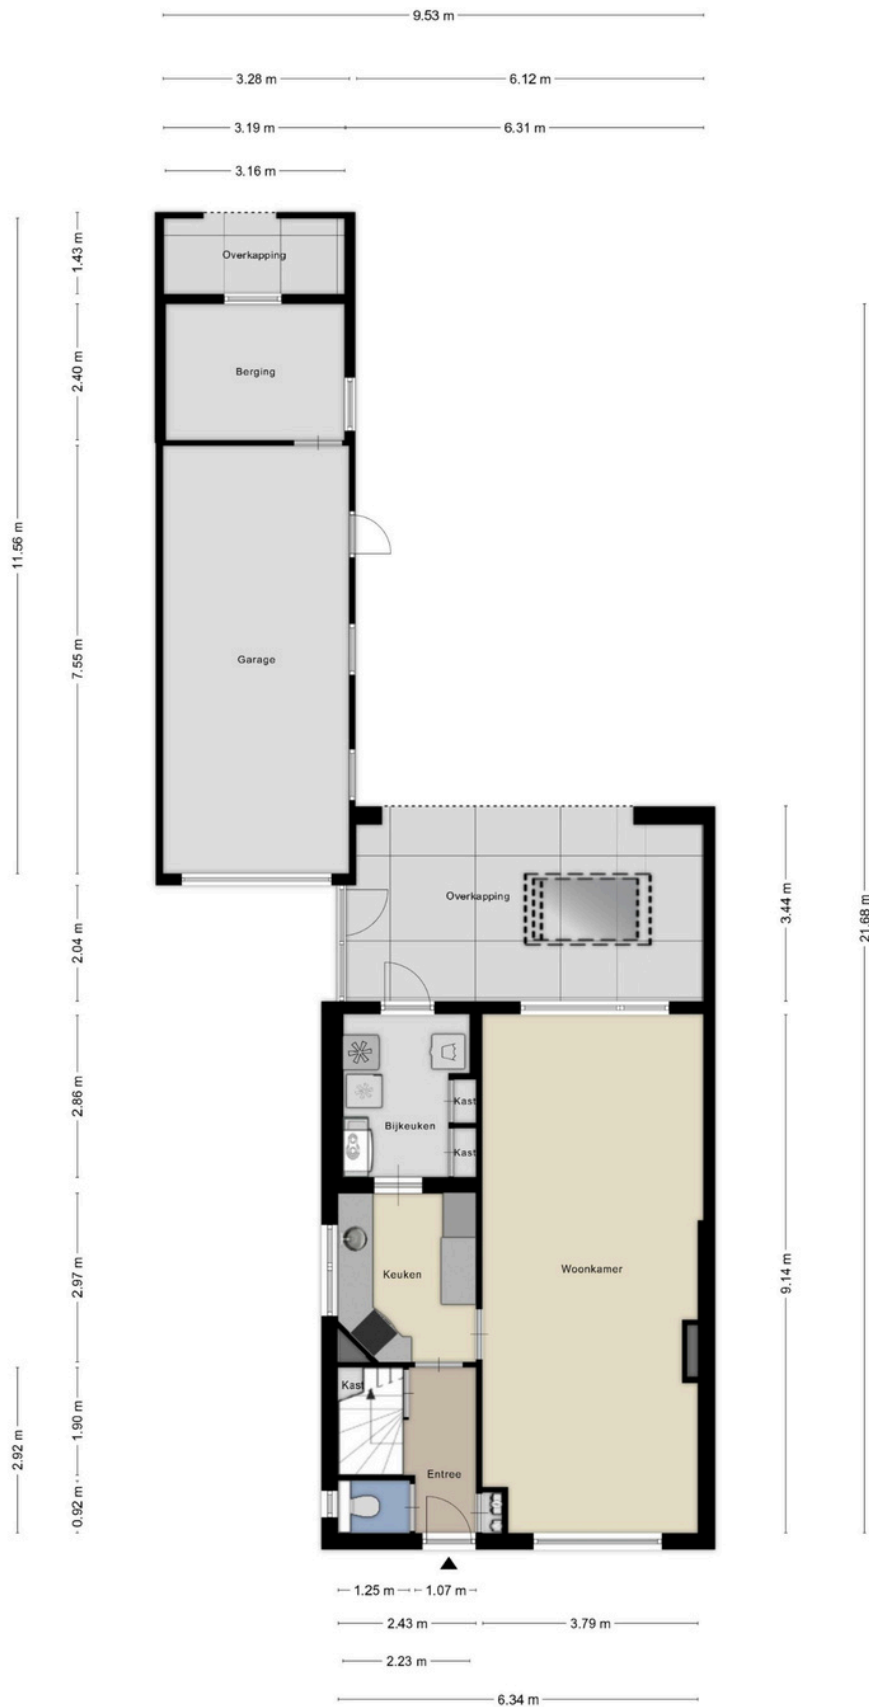 9.53 m
3.28 m
6.12 m
3.19 m
6.31 m
3.16 m
1.43 m
Overkapping
2.40 m
Berging
11.56 m
7.55 m
Garage
Overkapping
3.44 m
21.68 m
2.04 m
2.86 m
Kast
Bijkeuken
Kast
2.97 m
Keuken
Woonkamer
9.14 m
Kast
1.90 m
2.92 m
Entree
0.92 m
1.25 m
1.07 m
2.43 m
3.79 m
2.23 m
6.34 m